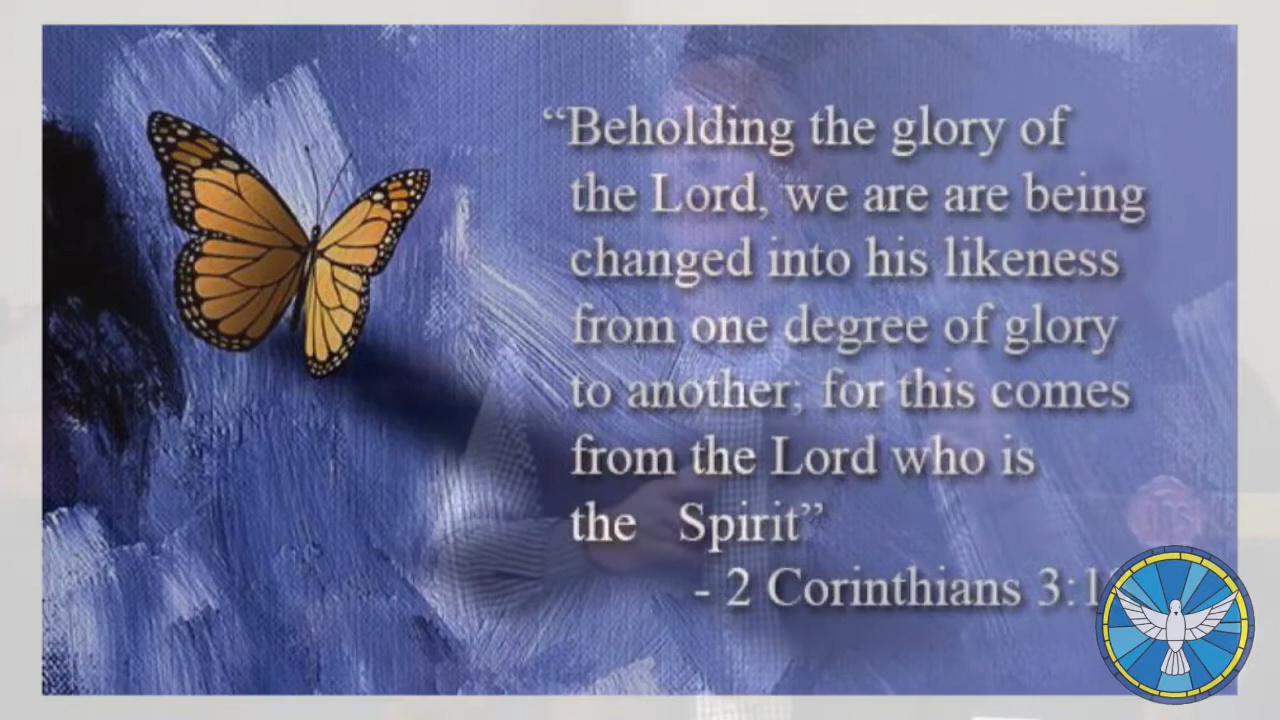 “Beholding the glory of
the Lord, we are are being
changed into his likeness
from one degree of glory
to another; for this comes
from the Lord who is
the Spirit”
- 2 Corinthians 3:1